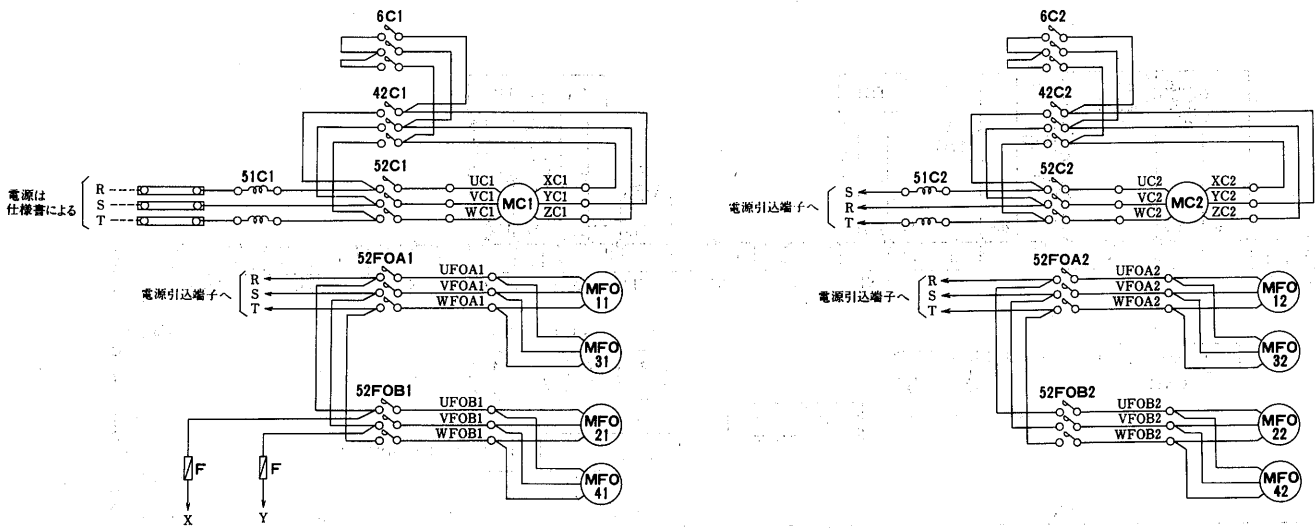 6C1
42C1
52C1
51C1
電源は
仕様書による
R
S
T
UC1
VC1
WC1
MC1
XC1
YC1
ZC1
52FOA1
電源引込端子へ
R
S
T
UFOA1
VFOA1
WFOA1
MFO
11
MFO
31
52FOB1
UFOB1
VFOB1
WFOB1
MFO
21
MFO
41
F
F
X
Y
6C2
42C2
52C2
51C2
電源引込端子へ
S
R
T
UC2
VC2
WC2
MC2
XC2
YC2
ZC2
52FOA2
電源引込端子へ
R
S
T
UFOA2
VFOA2
WFOA2
MFO
12
MFO
32
52FOB2
UFOB2
VFOB2
WFOB2
MFO
22
MFO
42